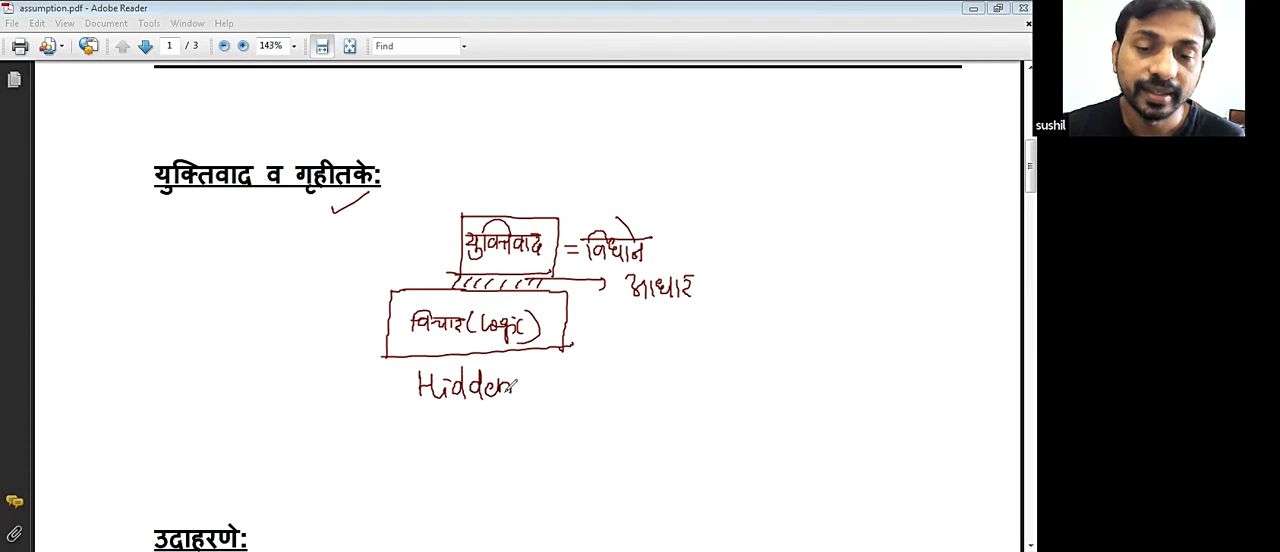 assumption.pdf - Adobe Reader
File Edit View Document Tools Window Help
1 / 3 143% Find
sushil
युक्तिवाद व गृहीतके:
युक्तिवाद = विधान
आधार
विचार (Logic)
Hidden
उदाहरणे: